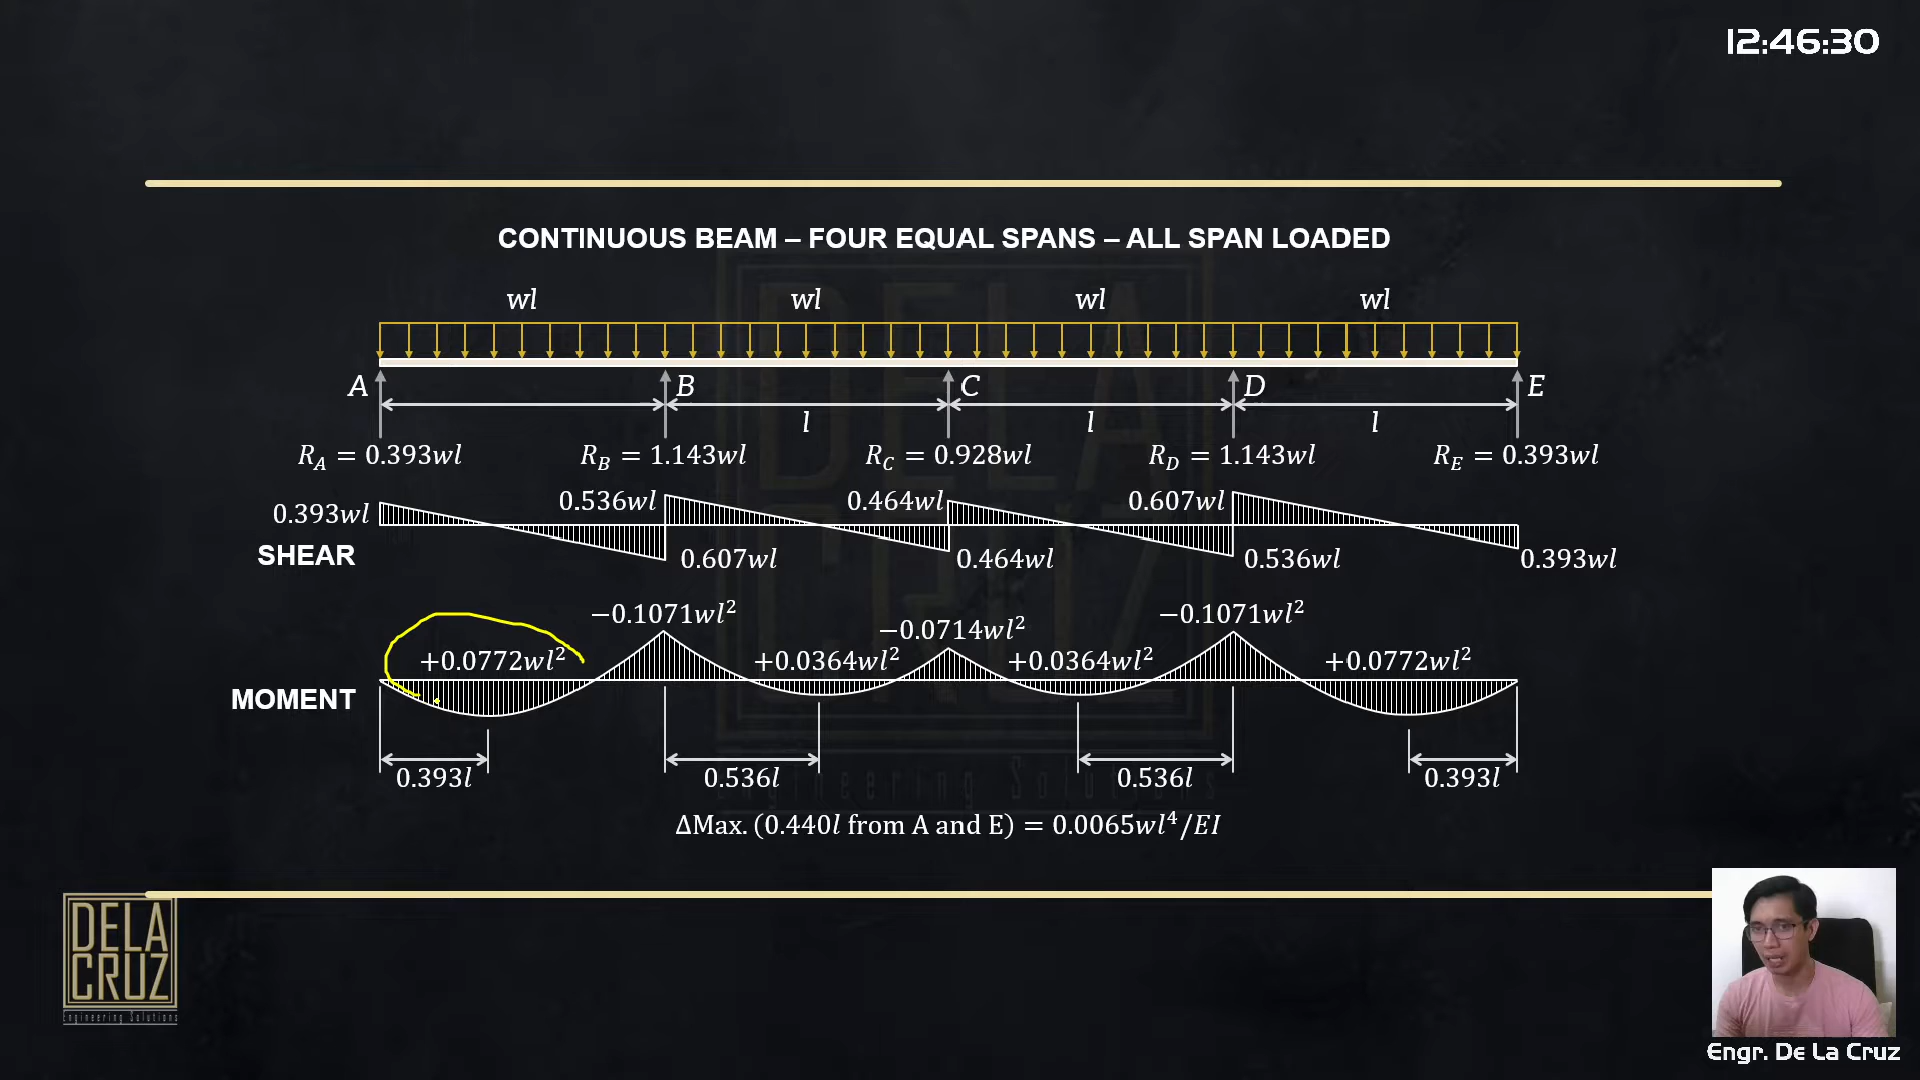 12:46:30
CONTINUOUS BEAM – FOUR EQUAL SPANS – ALL SPAN LOADED
wl wl wl wl
A B C D E
l l l
R_A = 0.393wl R_B = 1.143wl R_C = 0.928wl R_D = 1.143wl R_E = 0.393wl
0.393wl 0.536wl 0.464wl 0.607wl
SHEAR 0.607wl 0.464wl 0.536wl 0.393wl
−0.1071wl² −0.0714wl² −0.1071wl²
+0.0772wl² +0.0364wl² +0.0364wl² +0.0772wl²
MOMENT
0.393l 0.536l 0.536l 0.393l
ΔMax. (0.440l from A and E) = 0.0065wl⁴/EI
DELA
CRUZ
Engineering Solutions
Engr. De La Cruz